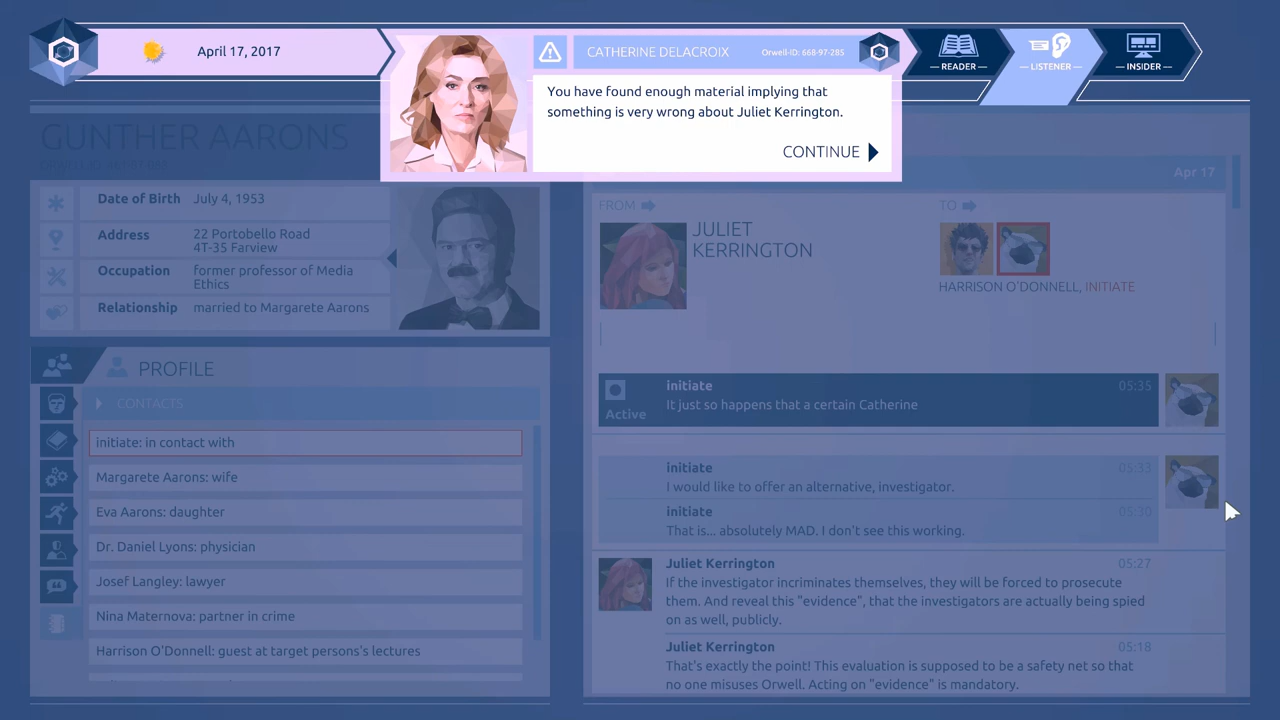 April 17, 2017
CATHERINE DELACROIX
Orwell-ID: 668-97-285
You have found enough material implying that
something is very wrong about Juliet Kerrington.
CONTINUE
— READER —
— LISTENER —
— INSIDER —
GUNTHER AARONS
Date of Birth July 4, 1953
Address 22 Portobello Road
4T-35 Farview
Occupation former professor of Media
Ethics
Relationship married to Margarete Aarons
PROFILE
CONTACTS
initiate: in contact with
Margarete Aarons: wife
Eva Aarons: daughter
Dr. Daniel Lyons: physician
Josef Langley: lawyer
Nina Maternova: partner in crime
Harrison O'Donnell: guest at target persons's lectures
Apr 17
FROM
TO
JULIET
KERRINGTON
HARRISON O'DONNELL, INITIATE
initiate 05:35
It just so happens that a certain Catherine
Active
initiate 05:33
I would like to offer an alternative, investigator.
initiate 05:30
That is... absolutely MAD. I don't see this working.
Juliet Kerrington 05:27
If the investigator incriminates themselves, they will be forced to prosecute
them. And reveal this "evidence", that the investigators are actually being spied
on as well, publicly.
Juliet Kerrington 05:18
That's exactly the point! This evaluation is supposed to be a safety net so that
no one misuses Orwell. Acting on "evidence" is mandatory.